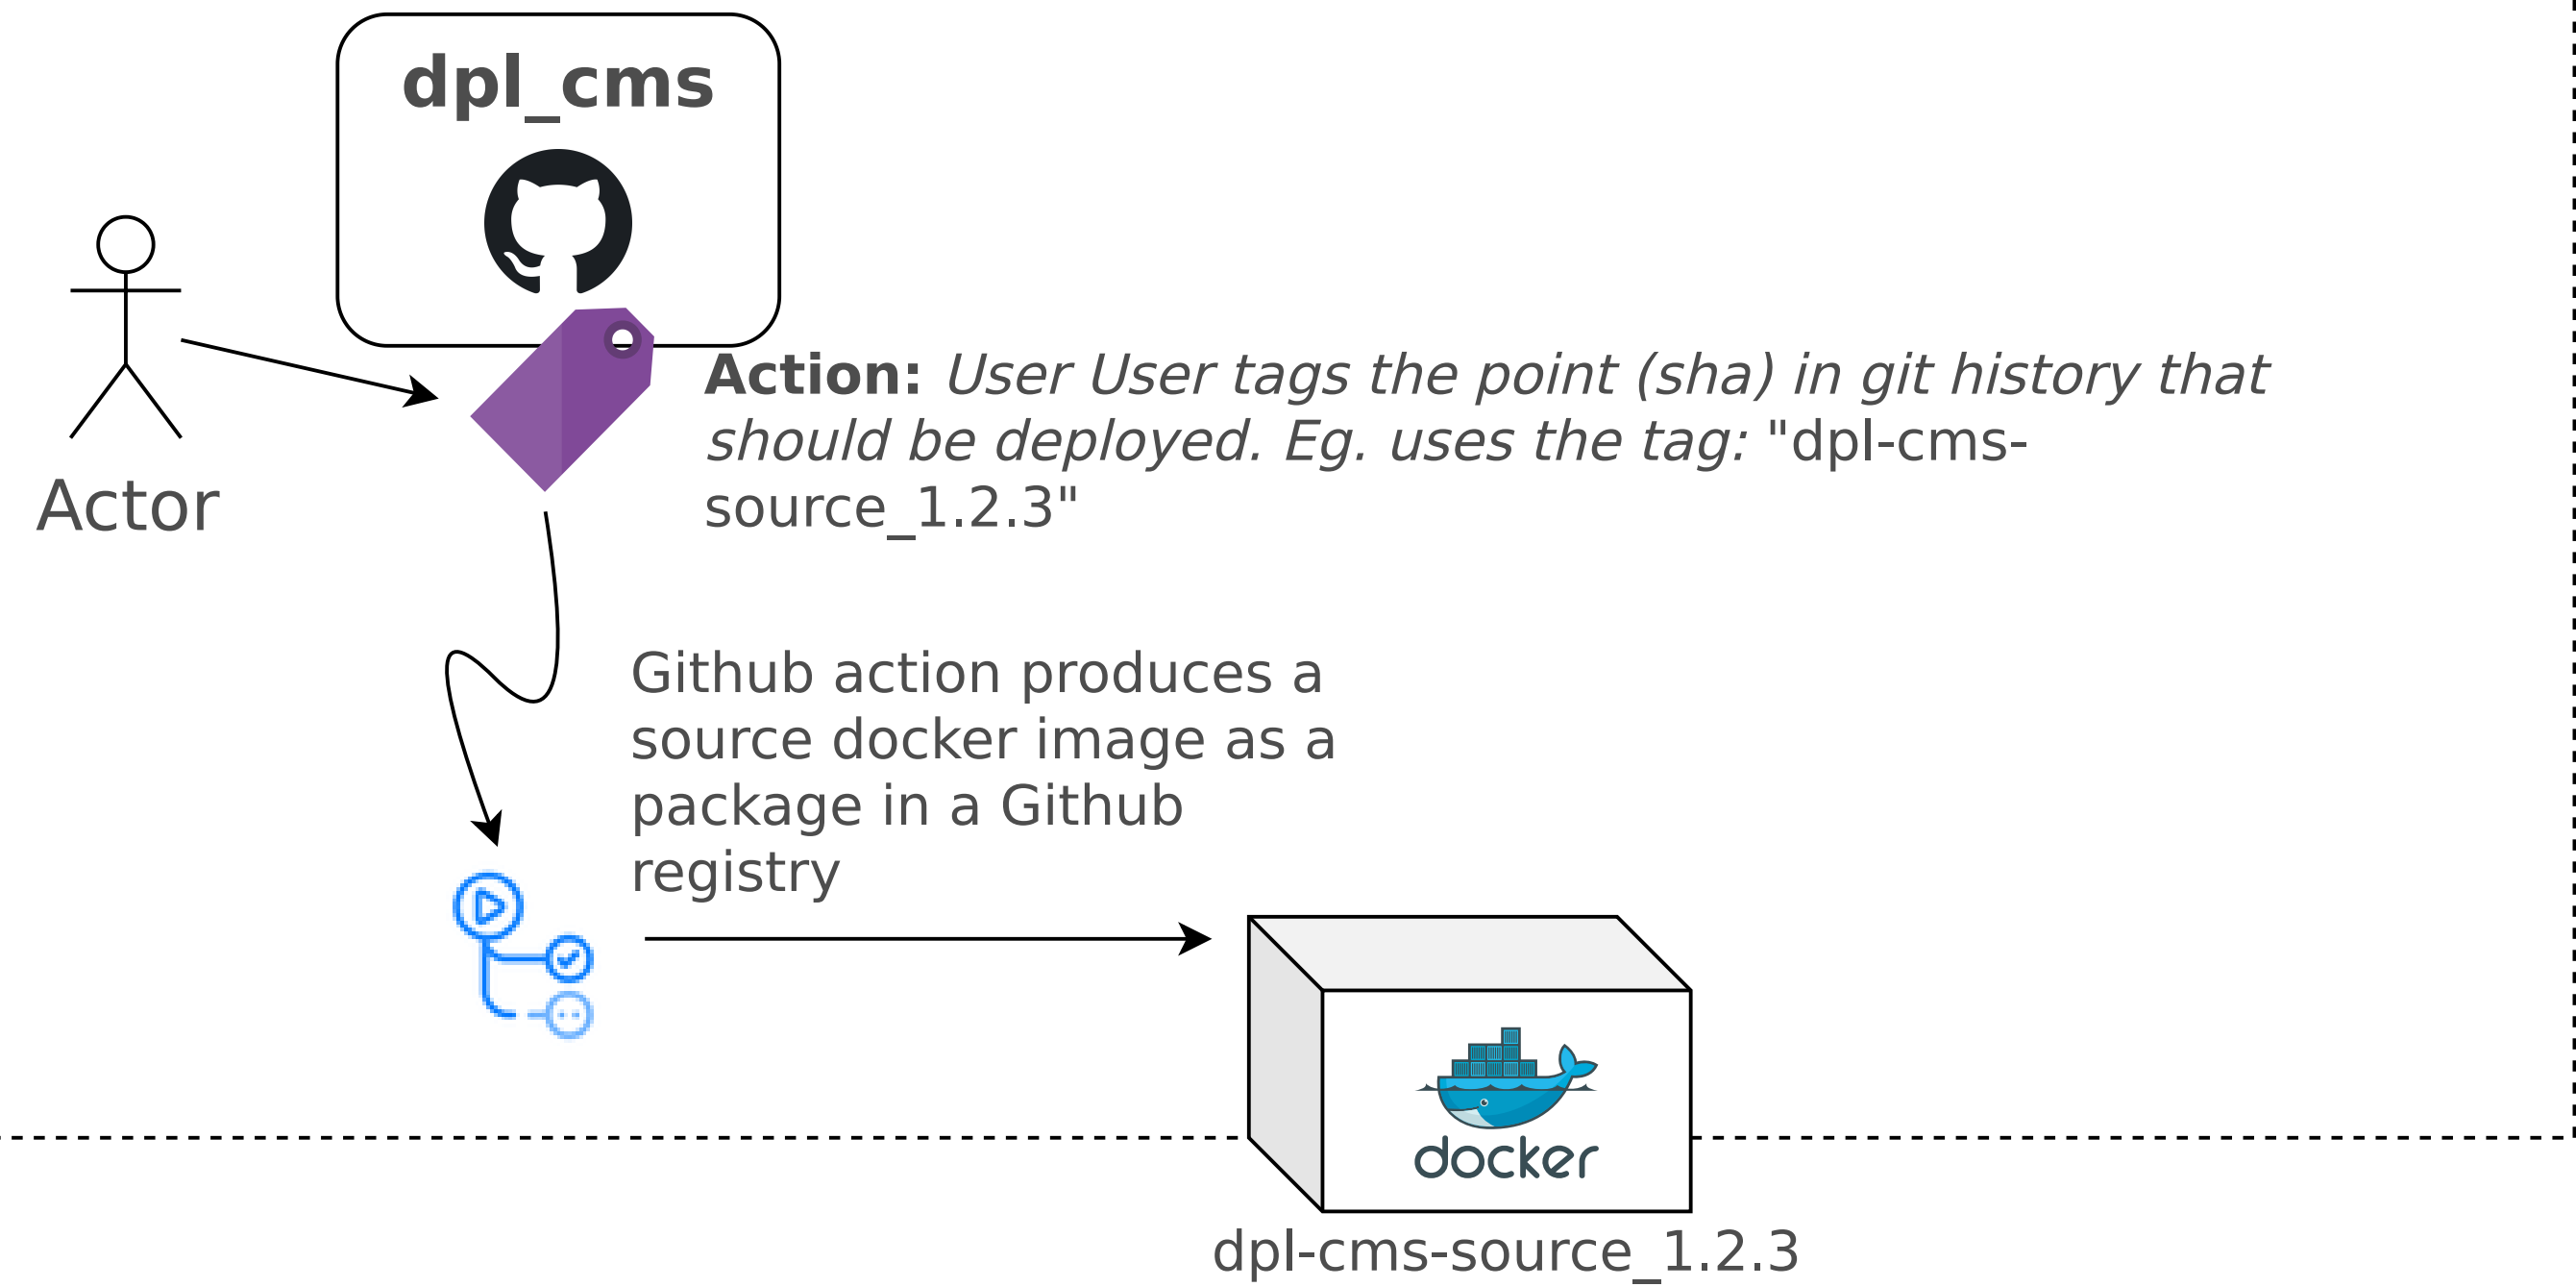 dpl_cms
Action: User User tags the point (sha) in git history that
should be deployed. Eg. uses the tag: "dpl-cms-
source_1.2.3"
Actor
Github action produces a
source docker image as a
package in a Github
registry
docker
dpl-cms-source_1.2.3